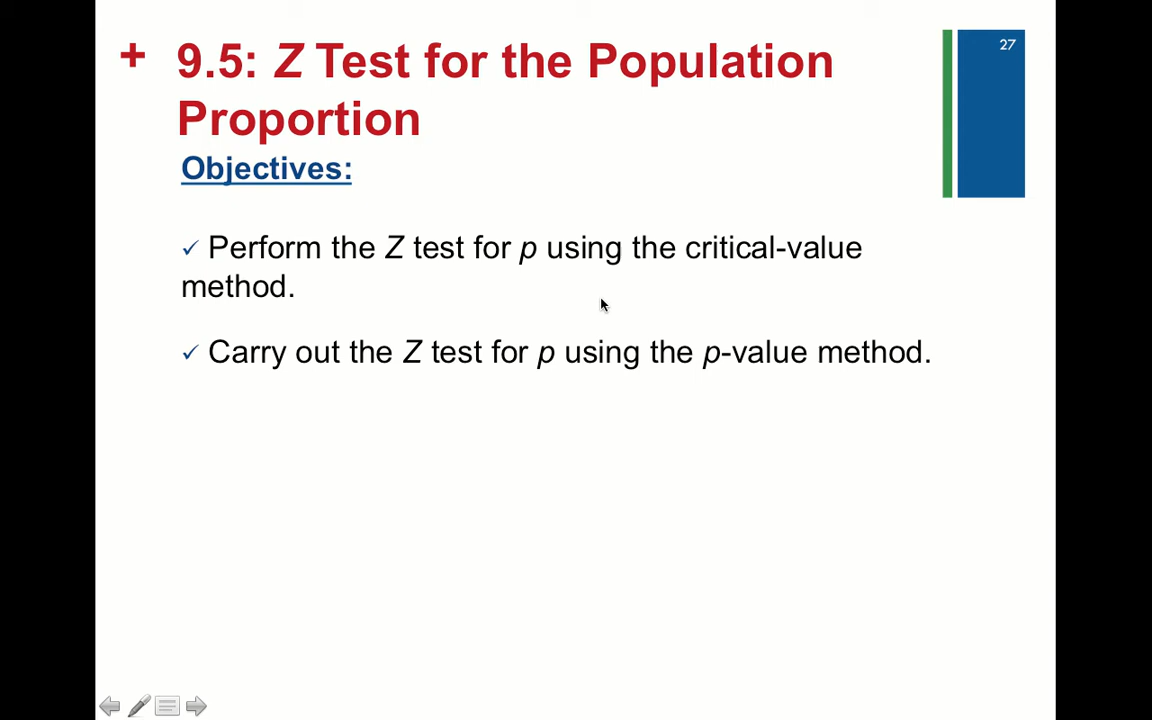 27
+ 9.5: Z Test for the Population
Proportion
Objectives:
✓ Perform the Z test for p using the critical-value
method.
✓ Carry out the Z test for p using the p-value method.